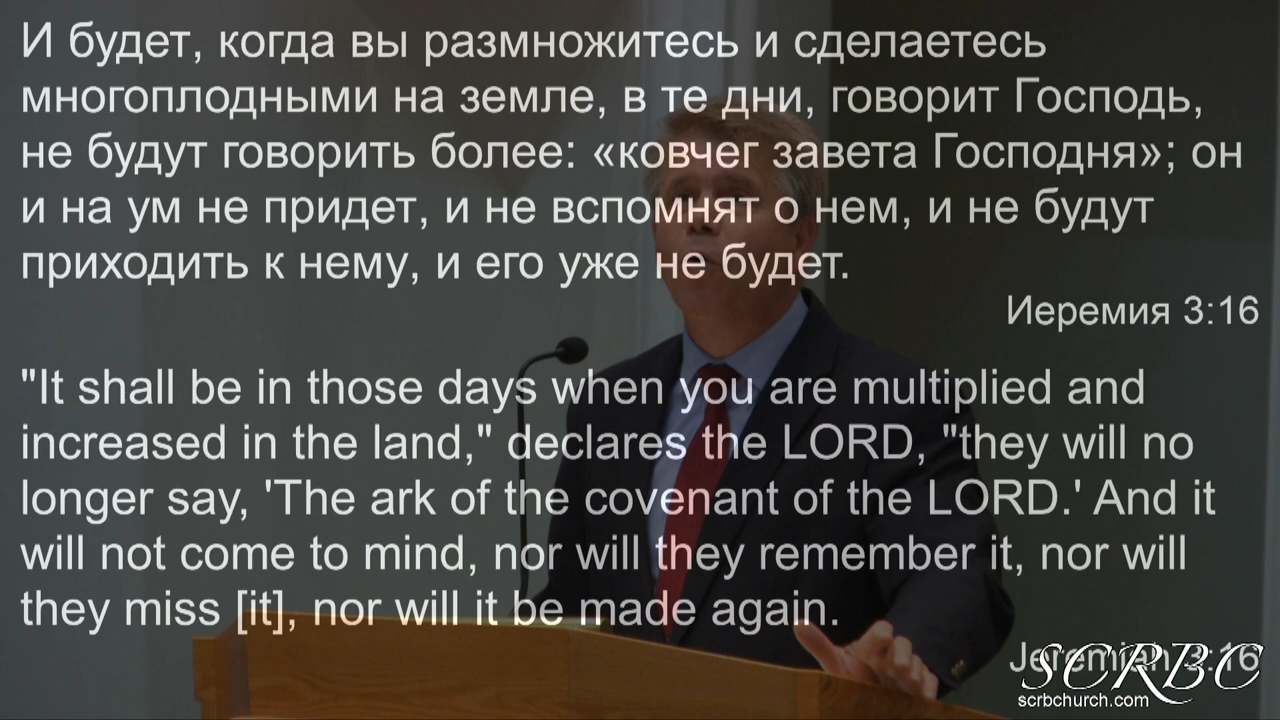 И будет, когда вы размножитесь и сделаетесь
многоплодными на земле, в те дни, говорит Господь,
не будут говорить более: «ковчег завета Господня»; он
и на ум не придет, и не вспомнят о нем, и не будут
приходить к нему, и его уже не будет.
Иеремия 3:16
"It shall be in those days when you are multiplied and
increased in the land," declares the LORD, "they will no
longer say, 'The ark of the covenant of the LORD.' And it
will not come to mind, nor will they remember it, nor will
they miss [it], nor will it be made again.
Jeremiah 3:16
SCRBC
scrbchurch.com